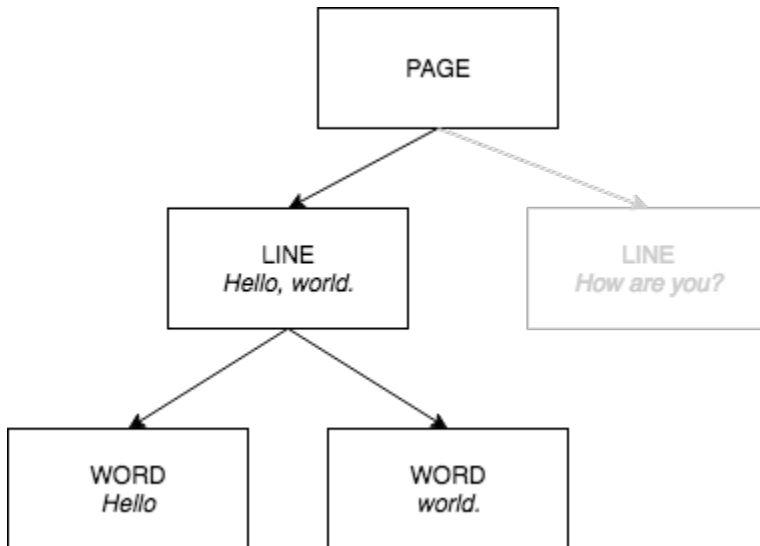 PAGE
LINE
Hello, world.
LINE
How are you?
WORD
Hello
WORD
world.